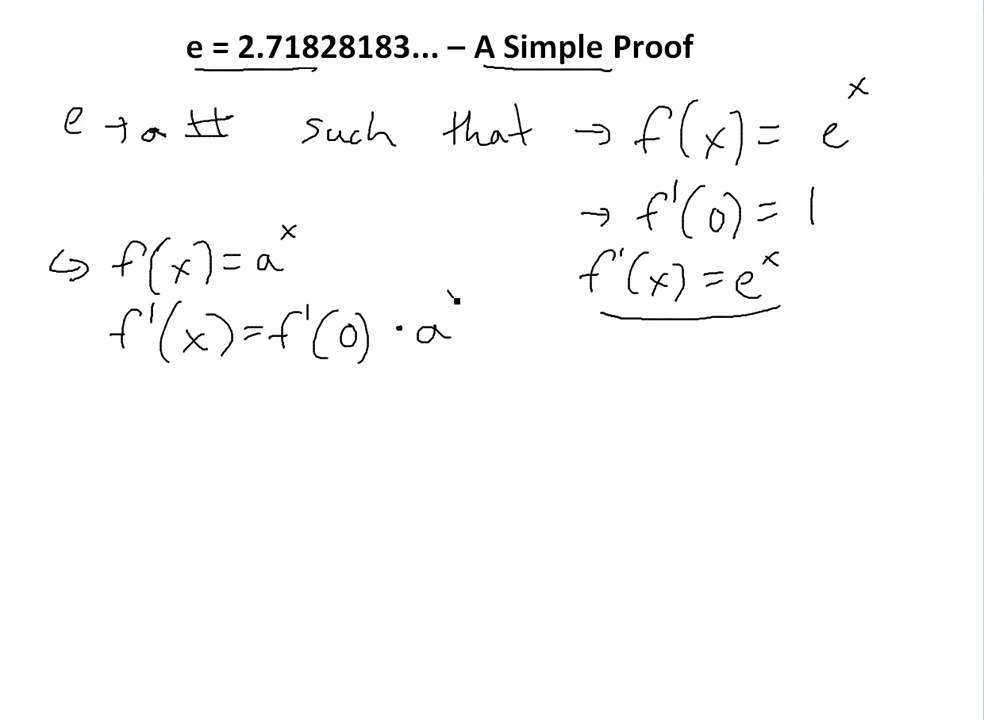 e = 2.71828183... – A Simple Proof
e → a # such that → f(x) = e^x
→ f'(0) = 1
↪ f(x) = a^x
f'(x) = e^x
f'(x) = f'(0) · a